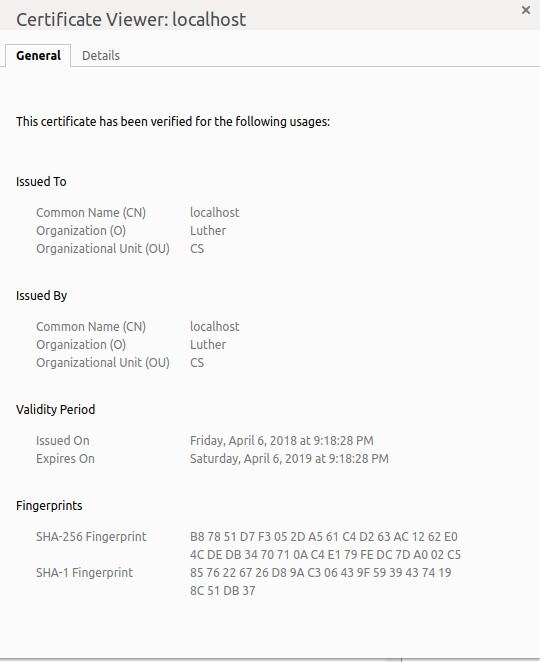 Certificate Viewer: localhost
×
General Details
This certificate has been verified for the following usages:
Issued To
Common Name (CN) localhost
Organization (O) Luther
Organizational Unit (OU) CS
Issued By
Common Name (CN) localhost
Organization (O) Luther
Organizational Unit (OU) CS
Validity Period
Issued On Friday, April 6, 2018 at 9:18:28 PM
Expires On Saturday, April 6, 2019 at 9:18:28 PM
Fingerprints
SHA-256 Fingerprint B8 78 51 D7 F3 05 2D A5 61 C4 D2 63 AC 12 62 E0
4C DE DB 34 70 71 0A C4 E1 79 FE DC 7D A0 02 C5
SHA-1 Fingerprint 85 76 22 67 26 D8 9A C3 06 43 9F 59 39 43 74 19
8C 51 DB 37